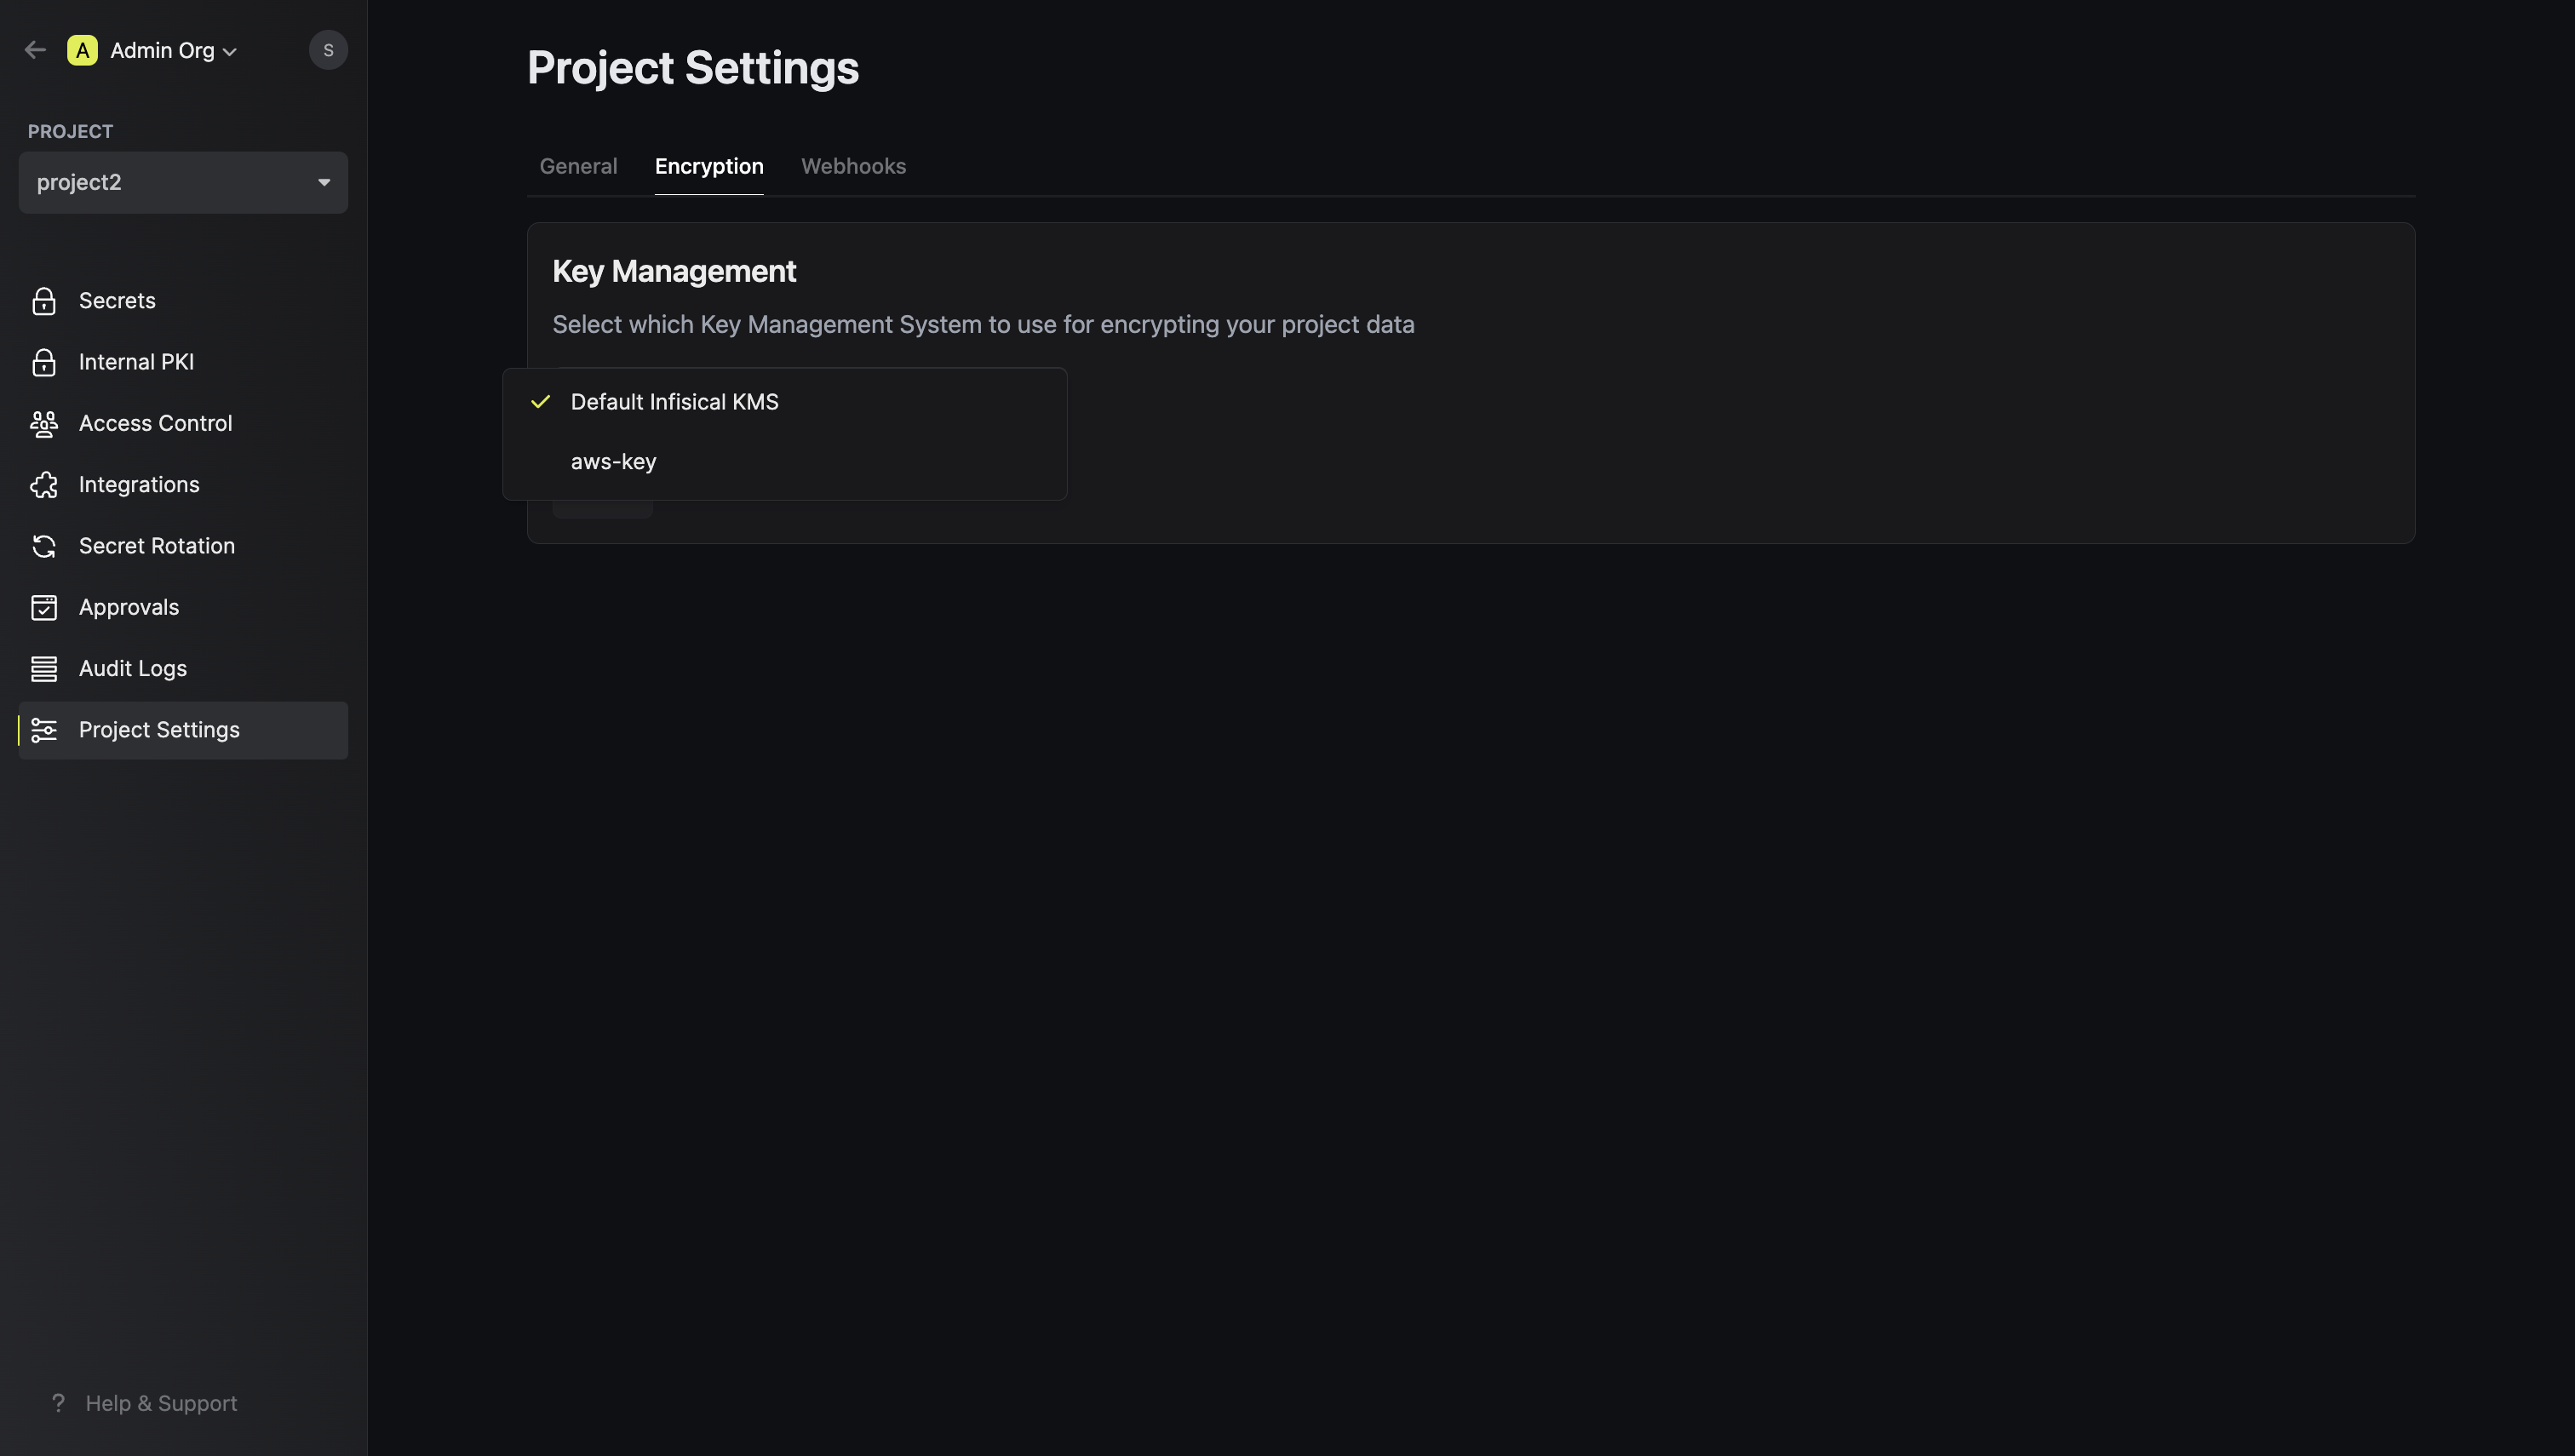 A Admin Org
S
PROJECT
project2
Secrets
Internal PKI
Access Control
Integrations
Secret Rotation
Approvals
Audit Logs
Project Settings
? Help & Support
Project Settings
General Encryption Webhooks
Key Management
Select which Key Management System to use for encrypting your project data
Default Infisical KMS
aws-key